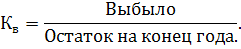 Кв = Выбыло / Остаток на конец года.